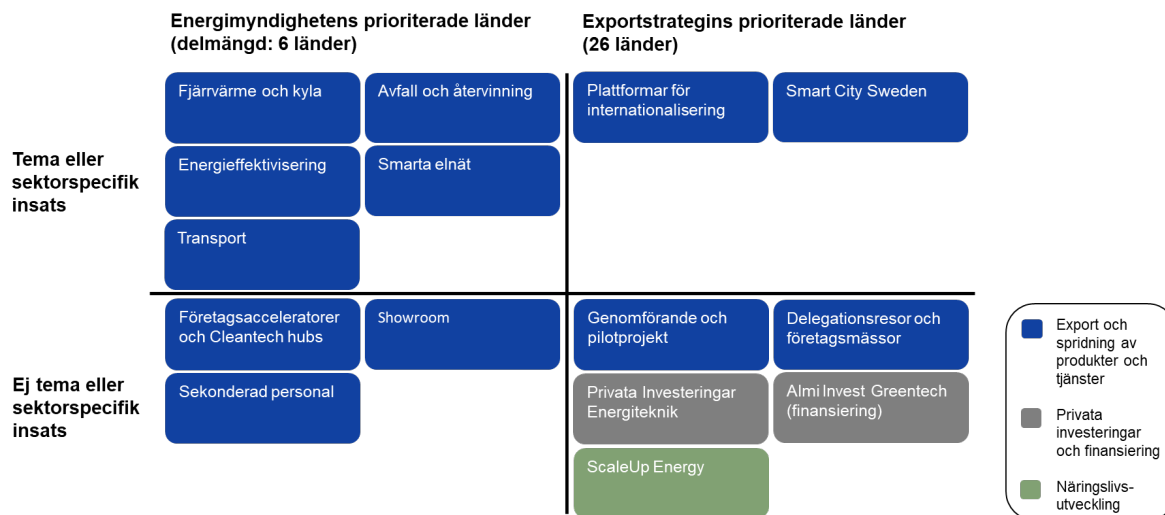 Energimyndighetens prioriterade länder
(delmängd: 6 länder)
Exportstrategins prioriterade länder
(26 länder)
Tema eller
sektorspecifik
insats
Fjärrvärme och kyla
Avfall och återvinning
Plattformar för
internationalisering
Smart City Sweden
Energieffektivisering
Smarta elnät
Transport
Ej tema eller
sektorspecifik
insats
Företagsacceleratorer
och Cleantech hubs
Showroom
Genomförande och
pilotprojekt
Delegationsresor och
företagsmässor
Sekonderad personal
Privata Investeringar
Energiteknik
Almi Invest Greentech
(finansiering)
ScaleUp Energy
Export och
spridning av
produkter och
tjänster
Privata
investeringar
och finansiering
Näringslivs-
utveckling